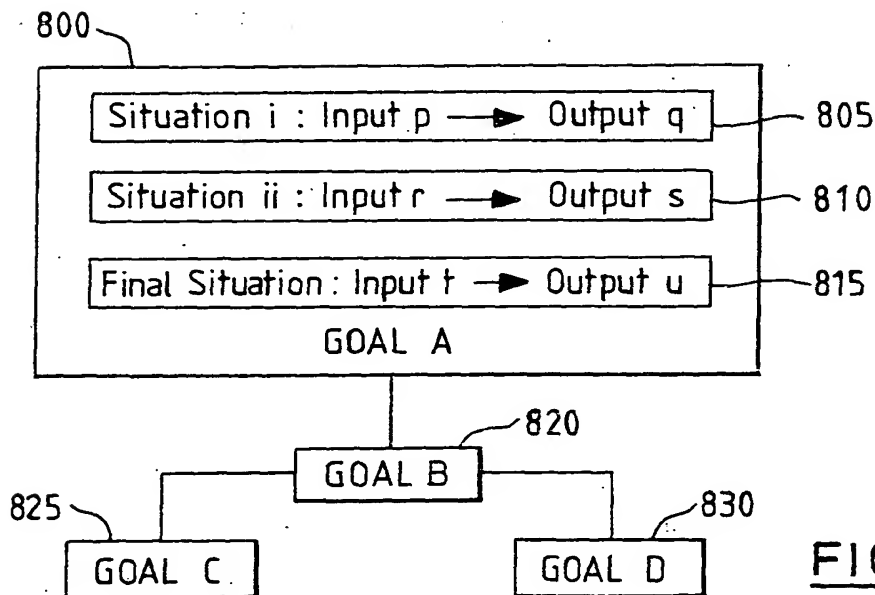 800
Situation i : Input p → Output q
805
Situation ii : Input r → Output s
810
Final Situation : Input t → Output u
815
GOAL A
820
GOAL B
825
830
GOAL C
GOAL D
FIG